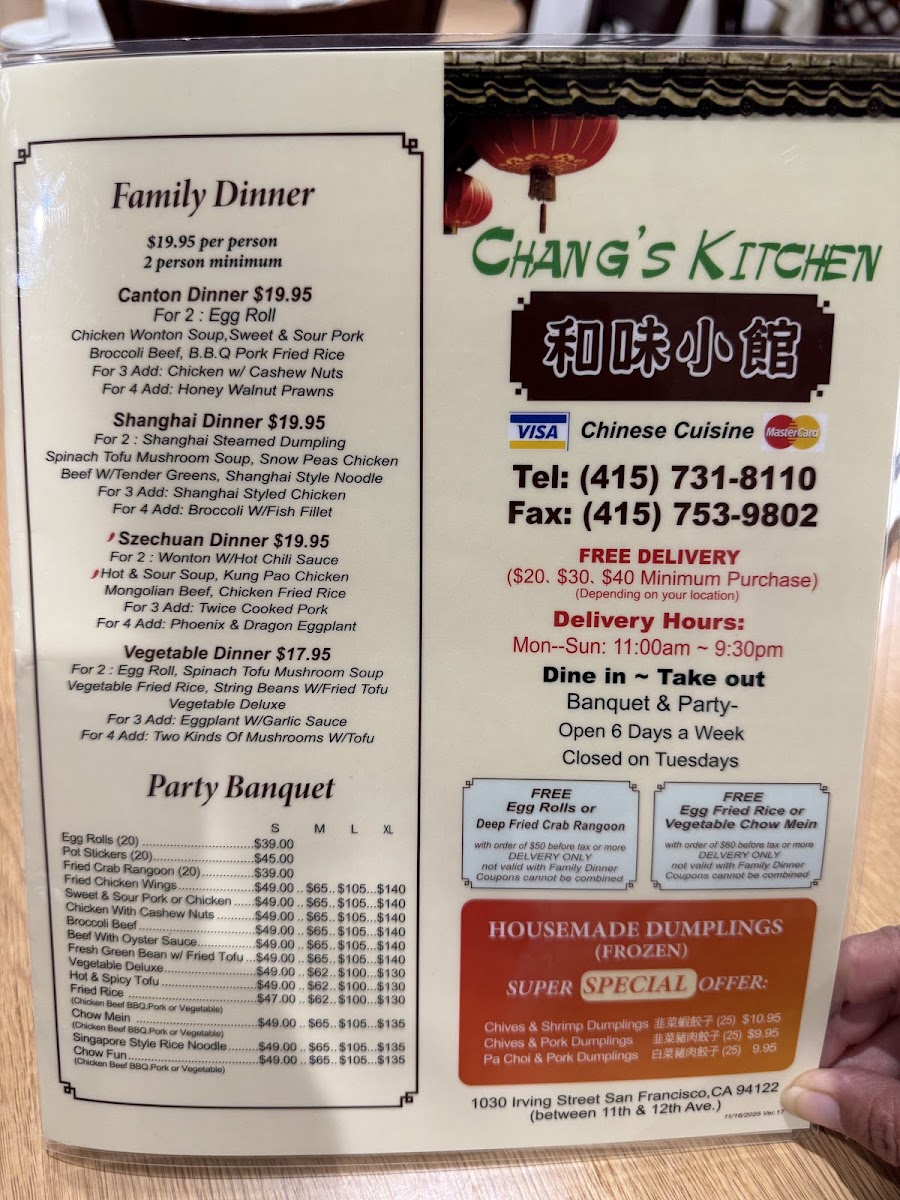 Family Dinner
$19.95 per person
2 person minimum
Canton Dinner $19.95
For 2 : Egg Roll
Chicken Wonton Soup,Sweet & Sour Pork
Broccoli Beef, B.B.Q Pork Fried Rice
For 3 Add: Chicken w/ Cashew Nuts
For 4 Add: Honey Walnut Prawns
Shanghai Dinner $19.95
For 2 : Shanghai Steamed Dumpling
Spinach Tofu Mushroom Soup, Snow Peas Chicken
Beef W/Tender Greens, Shanghai Style Noodle
For 3 Add: Shanghai Styled Chicken
For 4 Add: Broccoli W/Fish Fillet
Szechuan Dinner $19.95
For 2 : Wonton W/Hot Chili Sauce
Hot & Sour Soup, Kung Pao Chicken
Mongolian Beef, Chicken Fried Rice
For 3 Add: Twice Cooked Pork
For 4 Add: Phoenix & Dragon Eggplant
Vegetable Dinner $17.95
For 2 : Egg Roll, Spinach Tofu Mushroom Soup
Vegetable Fried Rice, String Beans W/Fried Tofu
Vegetable Deluxe
For 3 Add: Eggplant W/Garlic Sauce
For 4 Add: Two Kinds Of Mushrooms W/Tofu
Party Banquet
S M L XL
Egg Rolls (20) ..............................$39.00
Pot Stickers (20)..........................$45.00
Fried Crab Rangoon (20).............$39.00
Fried Chicken Wings...................$49.00 .. $65.. $105...$140
Sweet & Sour Pork or Chicken .....$49.00 .. $65.. $105...$140
Chicken With Cashew Nuts .........$49.00 .. $65.. $105...$140
Broccoli Beef..............................$49.00 .. $65.. $105...$140
Beef With Oyster Sauce..............$49.00 .. $65.. $105...$140
Fresh Green Bean w/ Fried Tofu ...$49.00 .. $65.. $105...$140
Vegetable Deluxe.......................$49.00 .. $62.. $100...$130
Hot & Spicy Tofu.........................$49.00 .. $62.. $100...$130
Fried Rice ..................................$47.00 .. $62.. $100...$130
(Chicken Beef BBQ.Pork or Vegetable)
Chow Mein .................................$49.00 .. $65.. $105...$135
(Chicken Beef BBQ.Pork or Vegetable)
Singapore Style Rice Noodle........$49.00 .. $65.. $105...$135
Chow Fun...................................$49.00 .. $65.. $105...$135
(Chicken Beef BBQ.Pork or Vegetable)
CHANG'S KITCHEN
和味小館
VISA Chinese Cuisine MasterCard
Tel: (415) 731-8110
Fax: (415) 753-9802
FREE DELIVERY
($20、$30、$40 Minimum Purchase)
(Depending on your location)
Delivery Hours:
Mon--Sun: 11:00am ~ 9:30pm
Dine in ~ Take out
Banquet & Party-
Open 6 Days a Week
Closed on Tuesdays
FREE
Egg Rolls or
Deep Fried Crab Rangoon
with order of $50 before tax or more
DELVERY ONLY
not valid with Family Dinner
Coupons cannot be combined
FREE
Egg Fried Rice or
Vegetable Chow Mein
with order of $60 before tax or more
DELVERY ONLY
not valid with Family Dinner
Coupons cannot be combined
HOUSEMADE DUMPLINGS
(FROZEN)
SUPER SPECIAL OFFER:
Chives & Shrimp Dumplings 韭菜蝦餃子 (25) $10.95
Chives & Pork Dumplings 韭菜豬肉餃子 (25) $9.95
Pa Choi & Pork Dumplings 白菜豬肉餃子 (25) 9.95
1030 Irving Street San Francisco,CA 94122
(between 11th & 12th Ave.)
11/18/2025 Ver.17